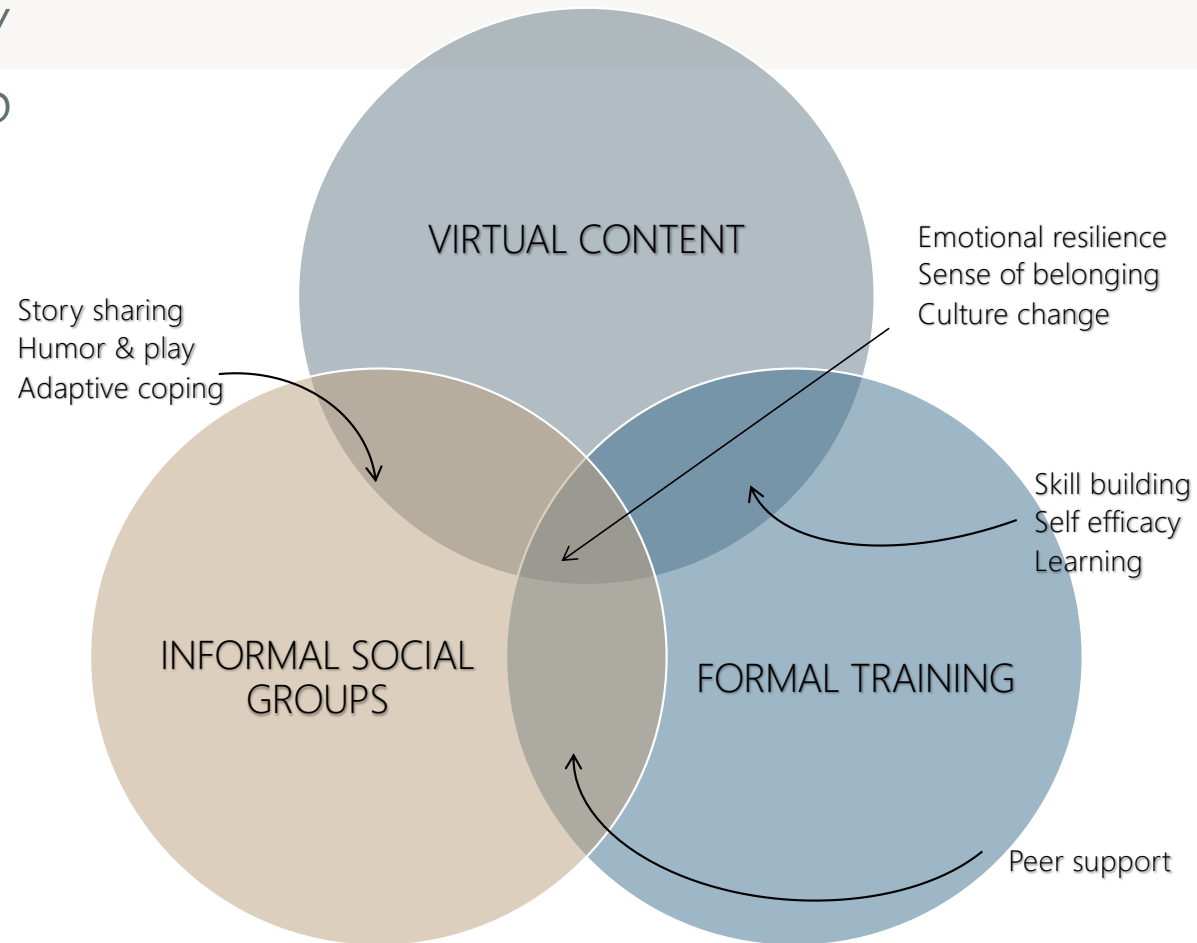 VIRTUAL CONTENT
Emotional resilience
Sense of belonging
Culture change
Story sharing
Humor & play
Adaptive coping
Skill building
Self efficacy
Learning
INFORMAL SOCIAL
GROUPS
FORMAL TRAINING
Peer support